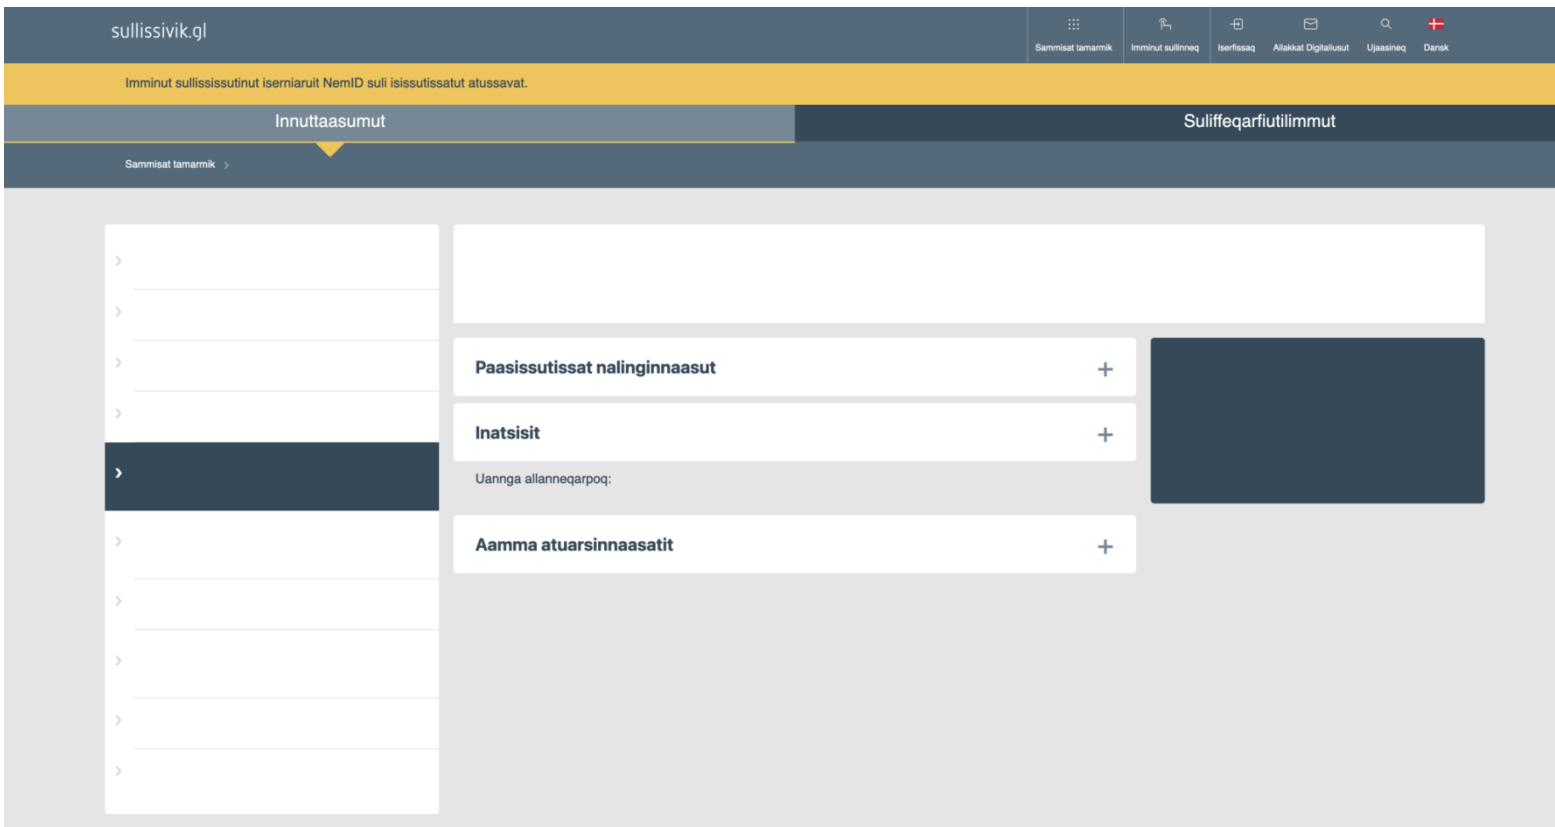 sullissivik.gl
Sammisat tamarmik
Imminut sullinneq
Iserfissaq
Allakkat Digitaliusut
Ujaasineq
Dansk
Imminut sullississutinut iserniaruit NemID suli isissutissatut atussavat.
Innuttaasumut
Suliffeqarfiutilimmut
Sammisat tamarmik
Paasissutissat nalinginnaasut
Inatsisit
Uannga allanneqarpoq:
Aamma atuarsinnaasatit